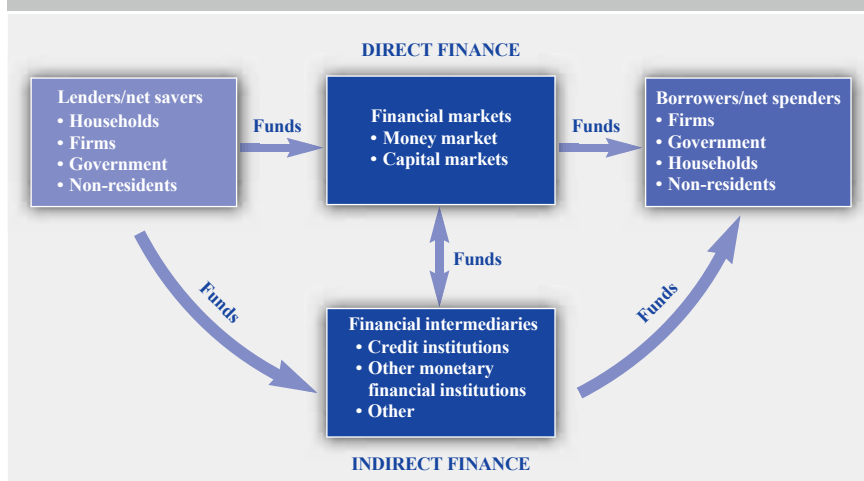 DIRECT FINANCE
Lenders/net savers
• Households
• Firms
• Government
• Non-residents
Funds
Financial markets
• Money market
• Capital markets
Funds
Borrowers/net spenders
• Firms
• Government
• Households
• Non-residents
Funds
Funds
Funds
Financial intermediaries
• Credit institutions
• Other monetary
financial institutions
• Other
INDIRECT FINANCE